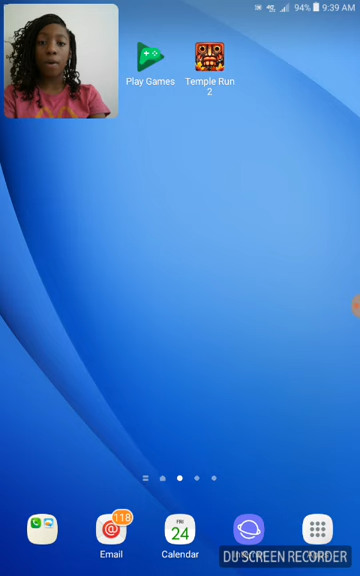 94% 9:39 AM
Play Games
Temple Run
2
118
FRI
24
@
Email
Calendar
DU SCREEN RECORDER